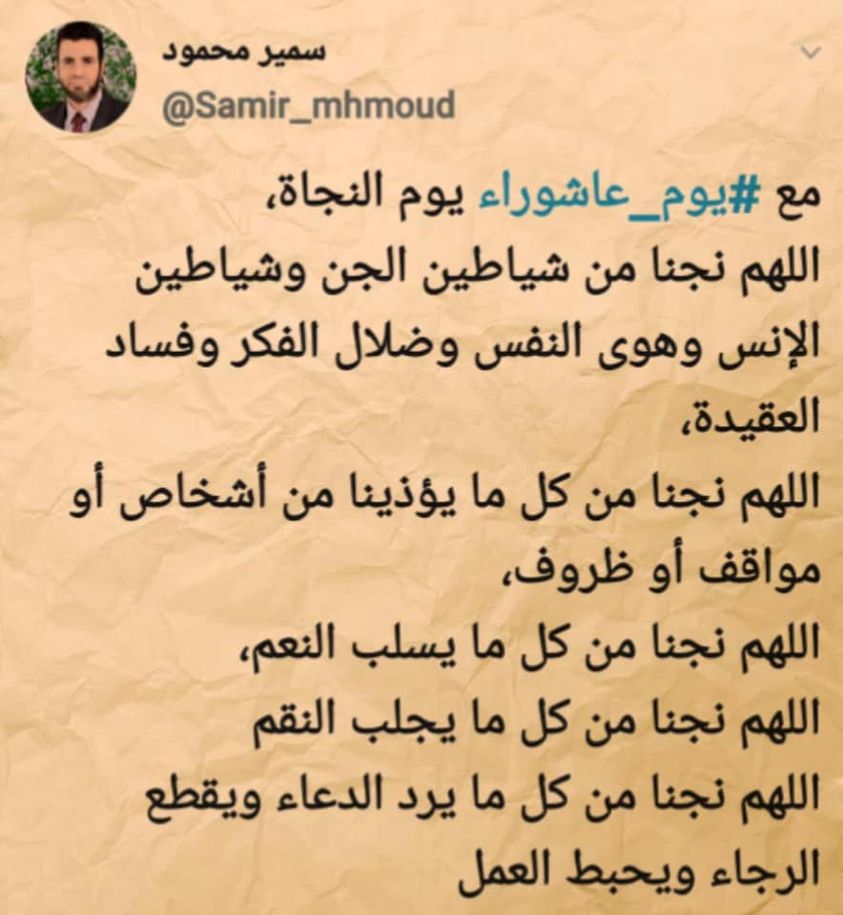 سمير محمود
@Samir_mhmoud
مع #يوم_عاشوراء يوم النجاة،
اللهم نجنا من شياطين الجن وشياطين
الإنس وهوى النفس وضلال الفكر وفساد
العقيدة،
اللهم نجنا من كل ما يؤذينا من أشخاص أو
مواقف أو ظروف،
اللهم نجنا من كل ما يسلب النعم،
اللهم نجنا من كل ما يجلب النقم
اللهم نجنا من كل ما يرد الدعاء ويقطع
الرجاء ويحبط العمل